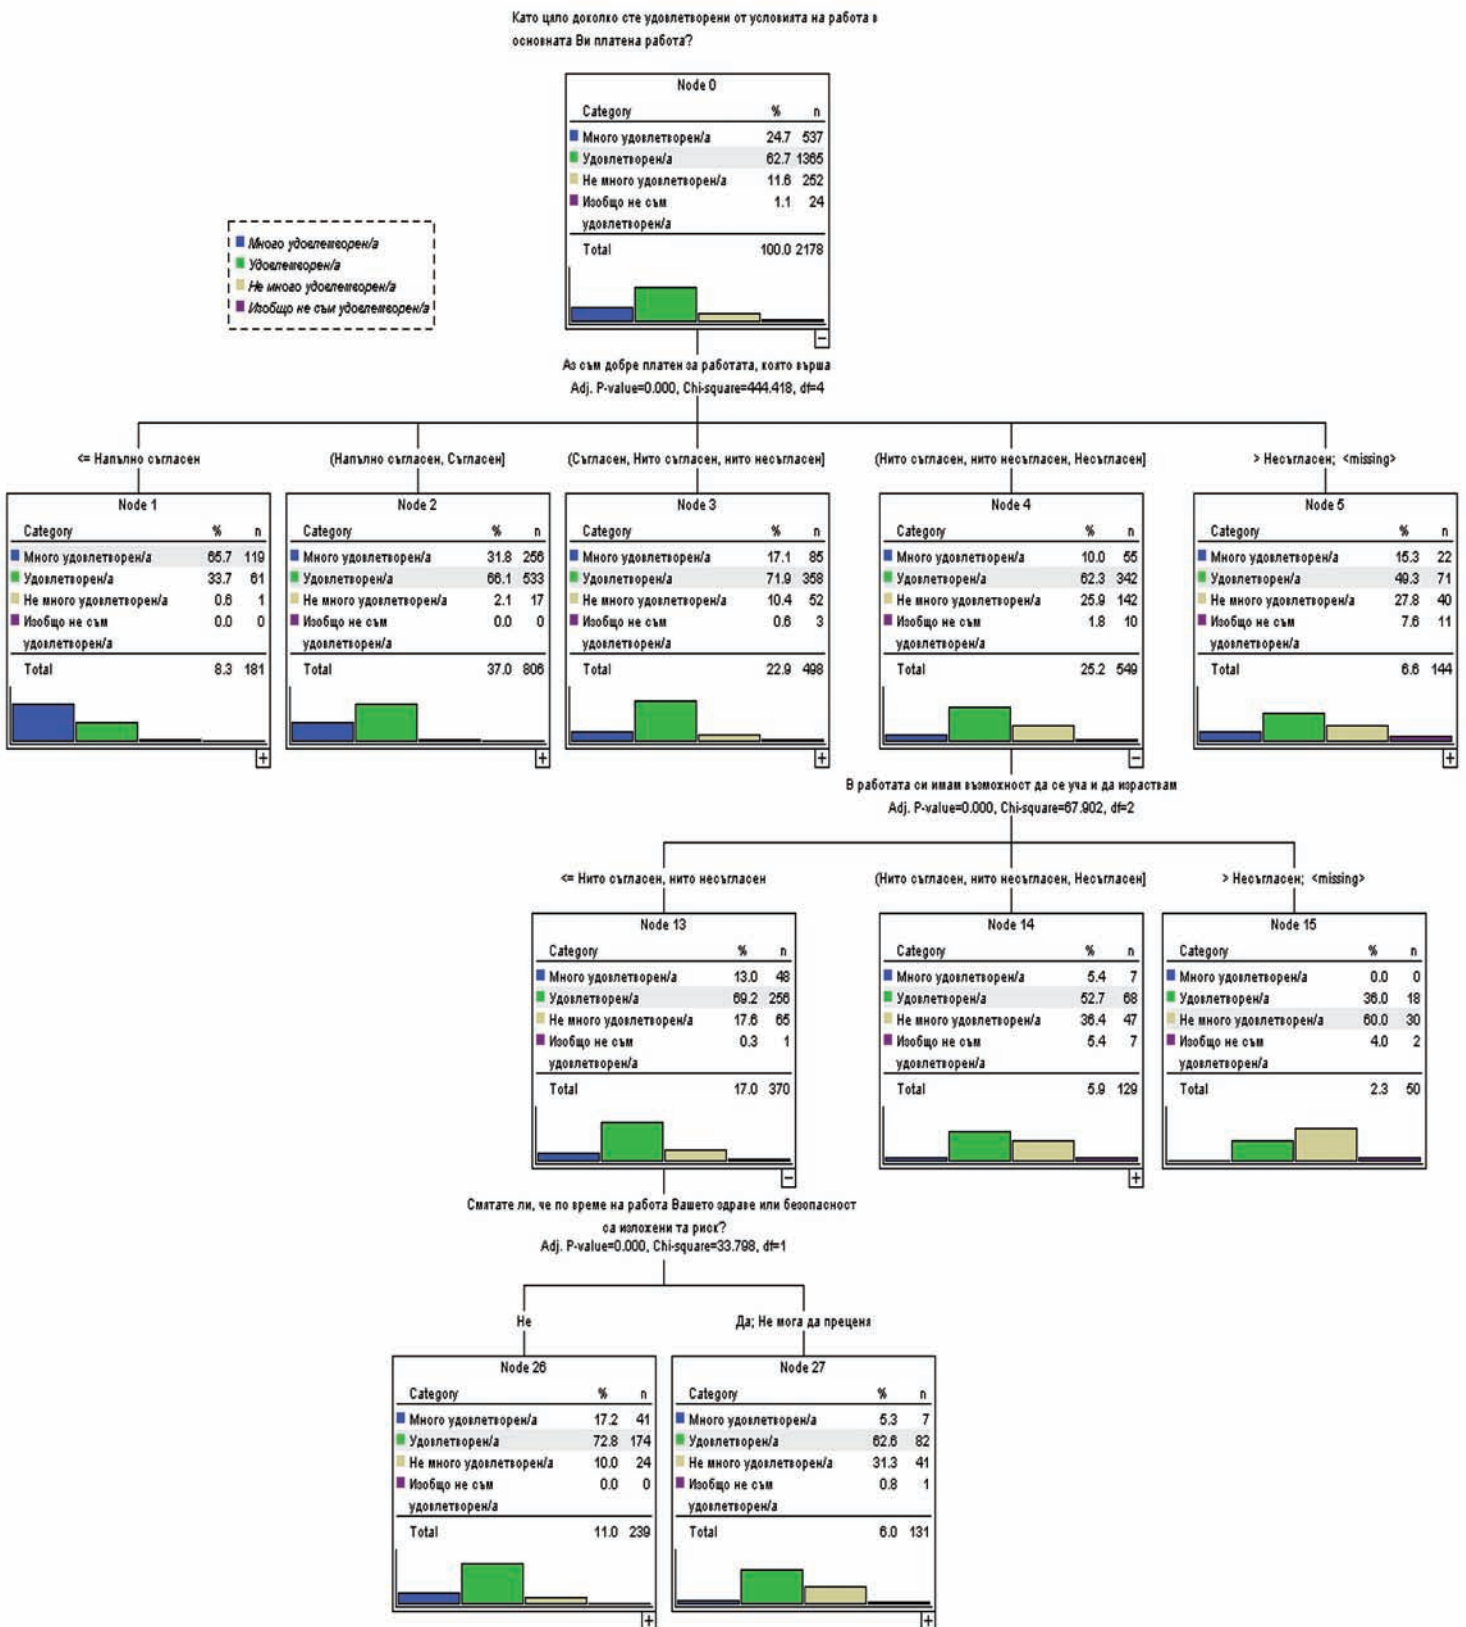 Като цяло доколко сте удовлетворени от условията на работа в
основната Ви платена работа?
Node 0
Category % n
Много удовлетворен/а 24.7 537
Удовлетворен/а 62.7 1365
Не много удовлетворен/а 11.6 252
Изобщо не съм 1.1 24
удовлетворен/а
Total 100.0 2178
Много удовлетворен/а
Удовлетворен/а
Не много удовлетворен/а
Изобщо не съм удовлетворен/а
Аз съм добре платен за работата, която върша
Adj. P-value=0.000, Chi-square=444.418, df=4
<= Напълно съгласен
(Напълно съгласен, Съгласен]
(Съгласен, Нито съгласен, нито несъгласен]
(Нито съгласен, нито несъгласен, Несъгласен]
> Несъгласен; <missing>
Node 1
Category % n
Много удовлетворен/а 65.7 119
Удовлетворен/а 33.7 61
Не много удовлетворен/а 0.6 1
Изобщо не съм 0.0 0
удовлетворен/а
Total 8.3 181
Node 2
Category % n
Много удовлетворен/а 31.8 256
Удовлетворен/а 66.1 533
Не много удовлетворен/а 2.1 17
Изобщо не съм 0.0 0
удовлетворен/а
Total 37.0 806
Node 3
Category % n
Много удовлетворен/а 17.1 85
Удовлетворен/а 71.9 358
Не много удовлетворен/а 10.4 52
Изобщо не съм 0.6 3
удовлетворен/а
Total 22.9 498
Node 4
Category % n
Много удовлетворен/а 10.0 55
Удовлетворен/а 62.3 342
Не много удовлетворен/а 25.9 142
Изобщо не съм 1.8 10
удовлетворен/а
Total 25.2 549
Node 5
Category % n
Много удовлетворен/а 15.3 22
Удовлетворен/а 49.3 71
Не много удовлетворен/а 27.8 40
Изобщо не съм 7.6 11
удовлетворен/а
Total 6.6 144
В работата си имам възможност да се уча и да израствам
Adj. P-value=0.000, Chi-square=67.902, df=2
<= Нито съгласен, нито несъгласен
(Нито съгласен, нито несъгласен, Несъгласен]
> Несъгласен; <missing>
Node 13
Category % n
Много удовлетворен/а 13.0 48
Удовлетворен/а 69.2 256
Не много удовлетворен/а 17.6 65
Изобщо не съм 0.3 1
удовлетворен/а
Total 17.0 370
Node 14
Category % n
Много удовлетворен/а 5.4 7
Удовлетворен/а 52.7 68
Не много удовлетворен/а 36.4 47
Изобщо не съм 5.4 7
удовлетворен/а
Total 5.9 129
Node 15
Category % n
Много удовлетворен/а 0.0 0
Удовлетворен/а 36.0 18
Не много удовлетворен/а 60.0 30
Изобщо не съм 4.0 2
удовлетворен/а
Total 2.3 50
Смятате ли, че по време на работа Вашето здраве или безопасност
са изложени та риск?
Adj. P-value=0.000, Chi-square=33.798, df=1
Не
Да; Не мога да преценя
Node 26
Category % n
Много удовлетворен/а 17.2 41
Удовлетворен/а 72.8 174
Не много удовлетворен/а 10.0 24
Изобщо не съм 0.0 0
удовлетворен/а
Total 11.0 239
Node 27
Category % n
Много удовлетворен/а 5.3 7
Удовлетворен/а 62.6 82
Не много удовлетворен/а 31.3 41
Изобщо не съм 0.8 1
удовлетворен/а
Total 6.0 131